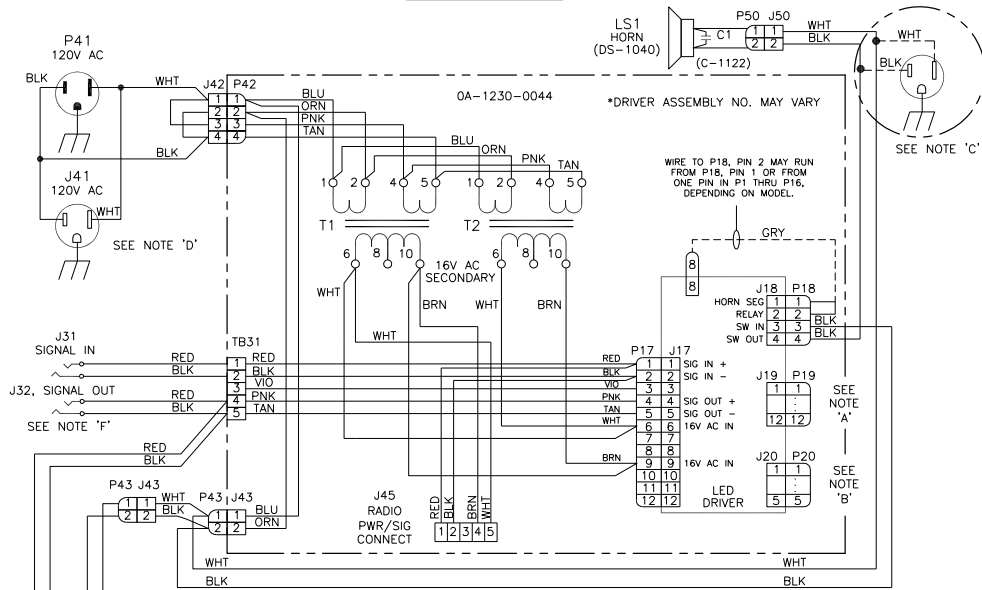 LS1
HORN
(DS-1040)
C1
(C-1122)
P50 J50
1 1
2 2
WHT
BLK
WHT
BLK
SEE NOTE 'C'
P41
120V AC
BLK
WHT
BLK
J41
120V AC
WHT
SEE NOTE 'D'
J42 P42
1 1
2 2
3 3
4 4
BLU
ORN
PNK
TAN
0A-1230-0044
*DRIVER ASSEMBLY NO. MAY VARY
BLU
ORN
PNK
TAN
1 2 4 5 1 2 4 5
T1
T2
6 8 10
6 8 10
16V AC
SECONDARY
WHT
BRN
WHT
BRN
WHT
WIRE TO P18, PIN 2 MAY RUN
FROM P18, PIN 1 OR FROM
ONE PIN IN P1 THRU P16,
DEPENDING ON MODEL.
GRY
8
8
J18 P18
HORN SEG 1 1
RELAY 2 2
SW IN 3 3 BLK
SW OUT 4 4 BLK
J31
SIGNAL IN
RED
BLK
J32, SIGNAL OUT
RED
BLK
SEE NOTE 'F'
RED
BLK
TB31
1 RED
2 BLK
3 VIO
4 PNK
5 TAN
P17 J17
RED 1 1 SIG IN +
BLK 2 2 SIG IN -
VIO 3 3
PNK 4 4 SIG OUT +
TAN 5 5 SIG OUT -
WHT 6 6 16V AC IN
7 7
8 8
BRN 9 9 16V AC IN
10 10
11 11
12 12
LED
DRIVER
J19 P19
1 1
12 12
SEE
NOTE
'A'
J20 P20
1 1
5 5
SEE
NOTE
'B'
P43 J43
1 1
2 2
WHT
BLK
P43 J43
1 1
2 2
BLU
ORN
J45
RADIO
PWR/SIG
CONNECT
RED
BLK
BRN
WHT
1 2 3 4 5
WHT
BLK
WHT
BLK